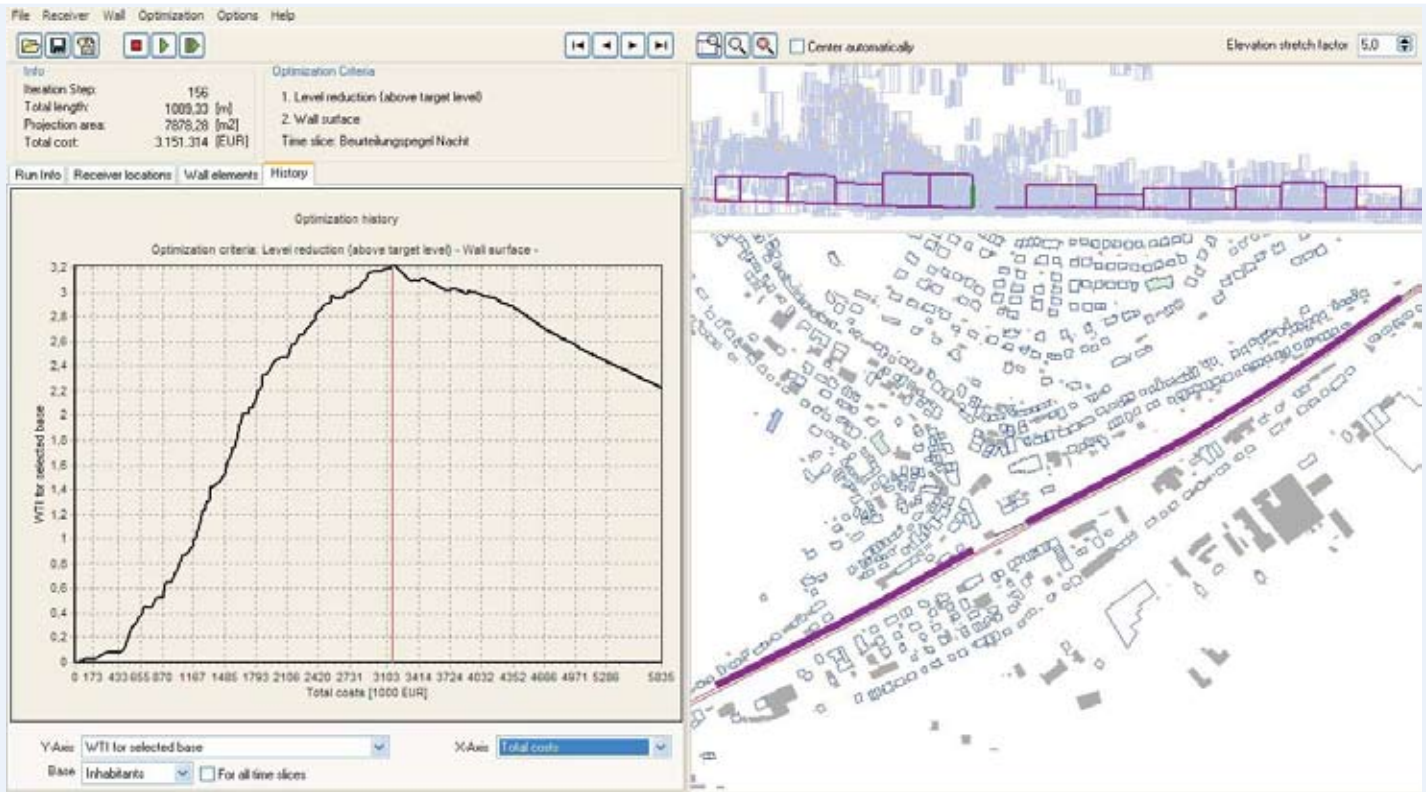 File Receiver Wall Optimization Options Help
Center automatically
Elevation stretch factor 5,0
Info
Iteration Step: 156
Total length: 1089,33 [m]
Projection area: 7878,28 [m2]
Total cost: 3.151.314 [EUR]
Optimization Criteria
1. Level reduction (above target level)
2. Wall surface
Time slice: Beurteilungspegel Nacht
Run Info Receiver locations Wall elements History
Optimization history
Optimization criteria: Level reduction (above target level) - Wall surface -
3,2
3
2,8
2,6
2,4
2,2
2
1,8
1,6
1,4
1,2
1
0,8
0,6
0,4
0,2
0
WTI for selected base
0 173 433 655 870 1167 1485 1793 2106 2420 2731 3103 3414 3724 4032 4352 4666 4971 5286 5835
Total costs [1000 EUR]
Y-Axis WTI for selected base
X-Axis Total costs
Base Inhabitants For all time slices